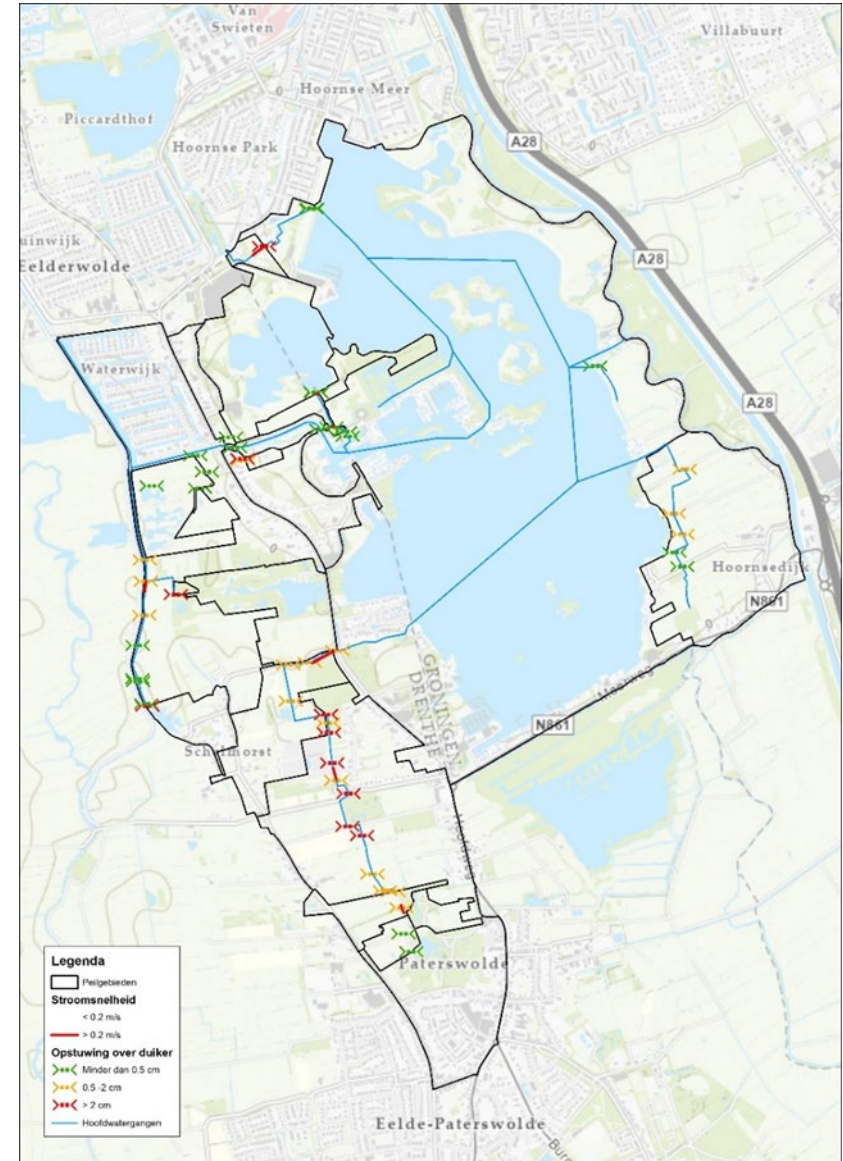 Van
Swieten
Villabuurt
Hoornse Meer
Piccardthof
Hoornse Park
A28
uinwijk
Eelderwolde
A28
Waterwijk
A28
Hoornsedijk
N861
GRONINGEN
DRENTHE
Hoorweg
N861
Schelmorst
Hoofdweg
Paterswolde
Eelde-Paterswolde
Legenda
Peilgebieden
Stroomsnelheid
< 0.2 m/s
> 0.2 m/s
Opstuwing over duiker
Minder dan 0.5 cm
0.5 -2 cm
> 2 cm
Hoofdwatergangen